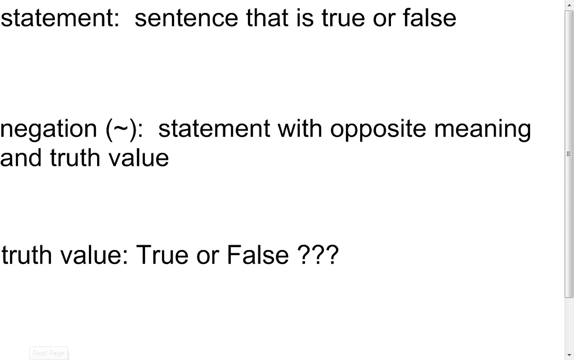 statement:  sentence that is true or false
negation (~):  statement with opposite meaning
and truth value
truth value: True or False ???